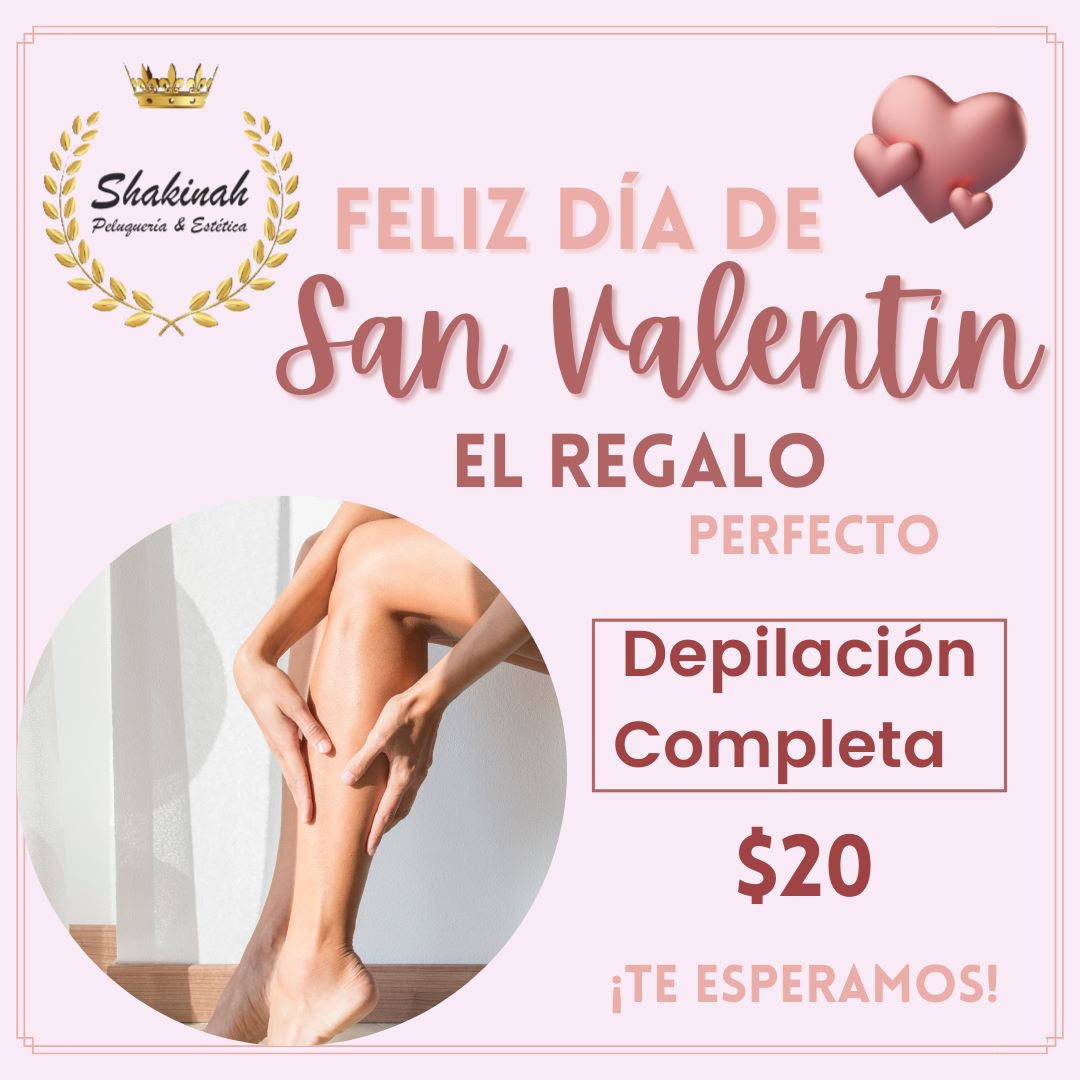 Shakinah
Peluquería & Estética
FELIZ DÍA DE
San Valentín
EL REGALO
PERFECTO
Depilación
Completa
$20
¡TE ESPERAMOS!